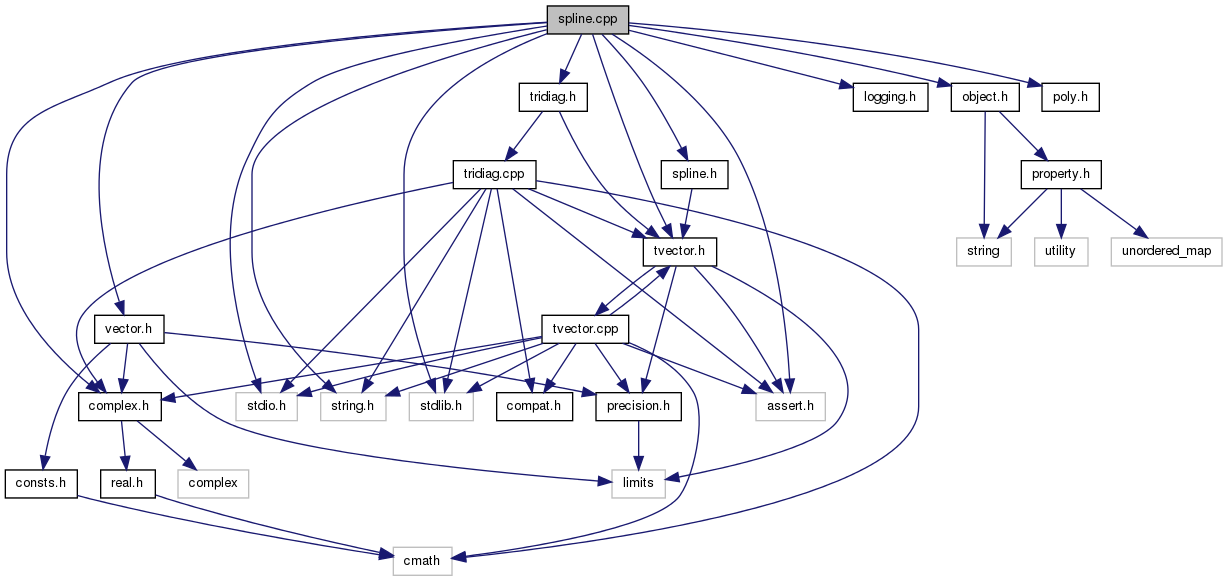 spline.cpp
tridiag.h
logging.h
object.h
poly.h
tridiag.cpp
spline.h
property.h
tvector.h
string
utility
unordered_map
vector.h
tvector.cpp
complex.h
stdio.h
string.h
stdlib.h
compat.h
precision.h
assert.h
consts.h
real.h
complex
limits
cmath